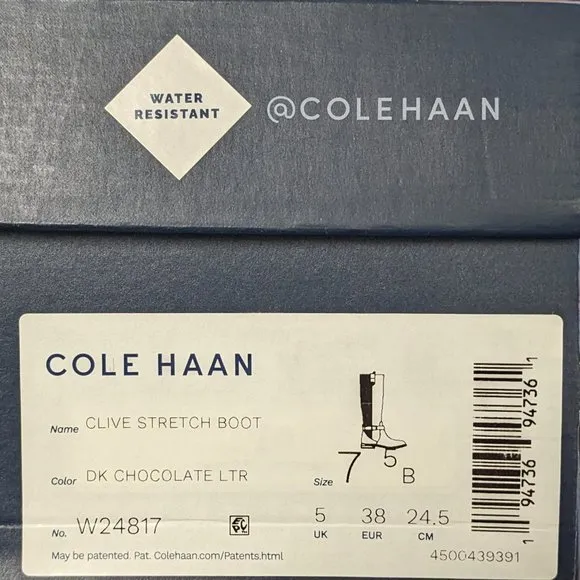 WATER
RESISTANT
@COLEHAAN
COLE HAAN
Name CLIVE STRETCH BOOT
Color DK CHOCOLATE LTR
Size 7 5 B
5 38 24.5
UK EUR CM
No. W24817
May be patented. Pat. Colehaan.com/Patents.html
4500439391
1 94736 94736 1